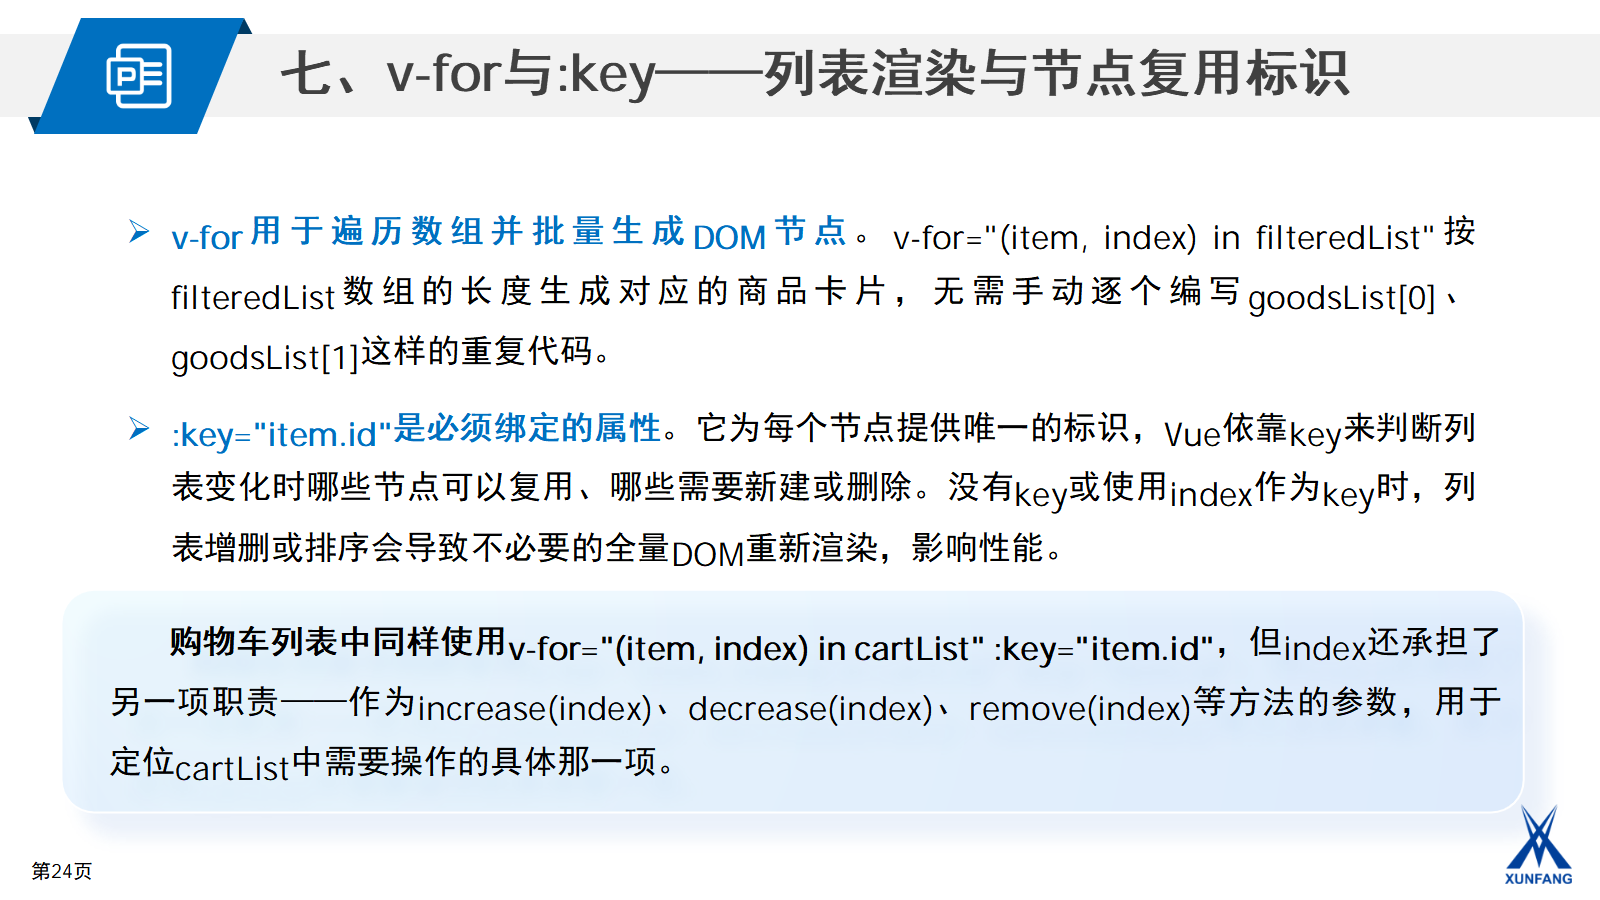 七、v-for与:key——列表渲染与节点复用标识
v-for用于遍历数组并批量生成DOM节点。v-for="(item, index) in filteredList"按
filteredList数组的长度生成对应的商品卡片，无需手动逐个编写goodsList[0]、
goodsList[1]这样的重复代码。
:key="item.id"是必须绑定的属性。它为每个节点提供唯一的标识，Vue依靠key来判断列
表变化时哪些节点可以复用、哪些需要新建或删除。没有key或使用index作为key时，列
表增删或排序会导致不必要的全量DOM重新渲染，影响性能。
购物车列表中同样使用v-for="(item, index) in cartList" :key="item.id"，但index还承担了
另一项职责——作为increase(index)、decrease(index)、remove(index)等方法的参数，用于
定位cartList中需要操作的具体那一项。
第24页
XUNFANG